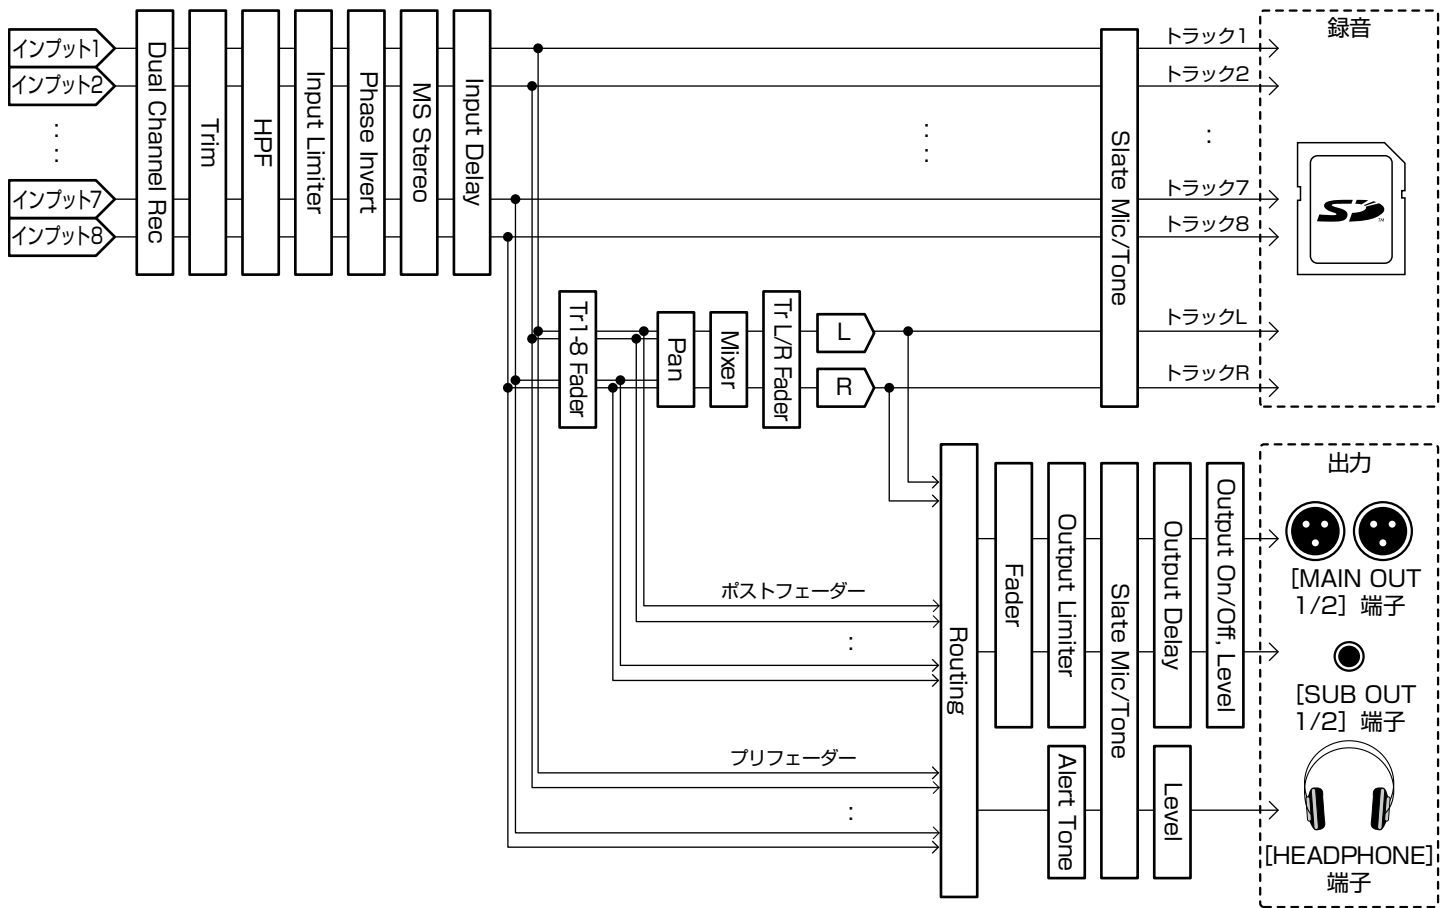 インプット1
インプット2
インプット7
インプット8
Dual Channel Rec
Trim
HPF
Input Limiter
Phase Invert
MS Stereo
Input Delay
Slate Mic/Tone
トラック1
トラック2
トラック7
トラック8
トラックL
トラックR
録音
SD
TM
Tr1-8 Fader
Pan
Mixer
Tr L/R Fader
L
R
ポストフェーダー
プリフェーダー
Routing
Fader
Output Limiter
Alert Tone
Slate Mic/Tone
Output Delay
Level
Output On/Off, Level
出力
[MAIN OUT
1/2] 端子
[SUB OUT
1/2] 端子
[HEADPHONE]
端子